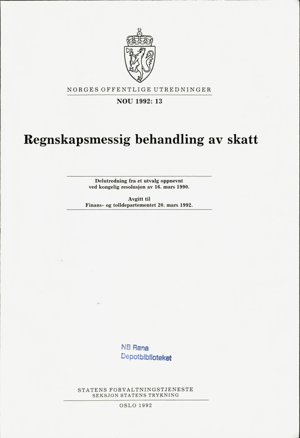 NORGES OFFENTLIGE UTREDNINGER
NOU 1992: 13
Regnskapsmessig behandling av skatt
Delutredning fra et utvalg oppnevnt
ved kongelig resolusjon av 16. mars 1990.
Avgitt til
Finans- og tolldepartementet 20. mars 1992.
NB Rana
Depotbiblioteket
STATENS FORVALTNINGSTJENESTE
SEKSJON STATENS TRYKNING
OSLO 1992